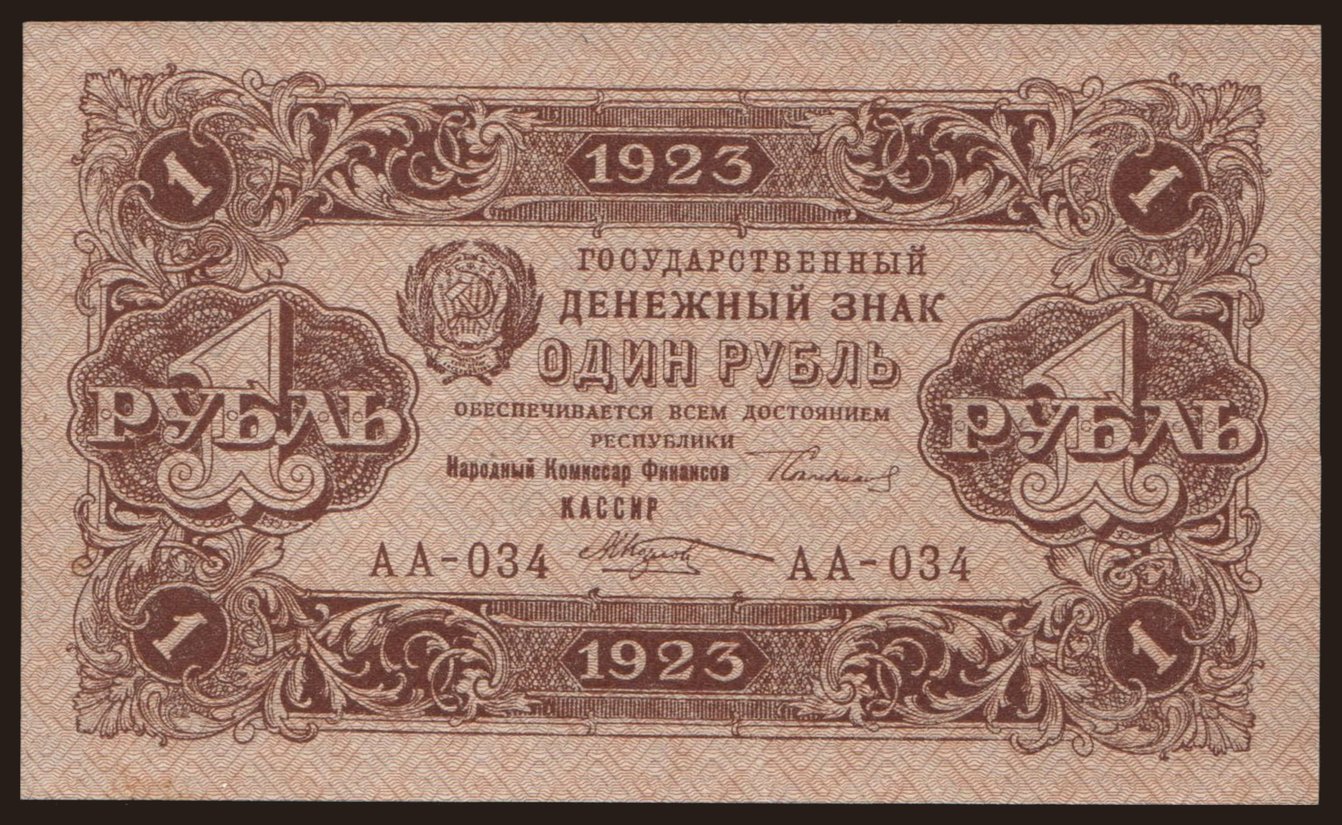 1 1923 1
ГОСУДАРСТВЕННЫЙ
ДЕНЕЖНЫЙ ЗНАК
ОДИН РУБЛЬ
1 РУБЛЬ
1 РУБЛЬ
ОБЕСПЕЧИВАЕТСЯ ВСЕМ ДОСТОЯНИЕМ
РЕСПУБЛИКИ
Народный Комиссар Финансов
КАССИР
АА-034 АА-034
1 1923 1